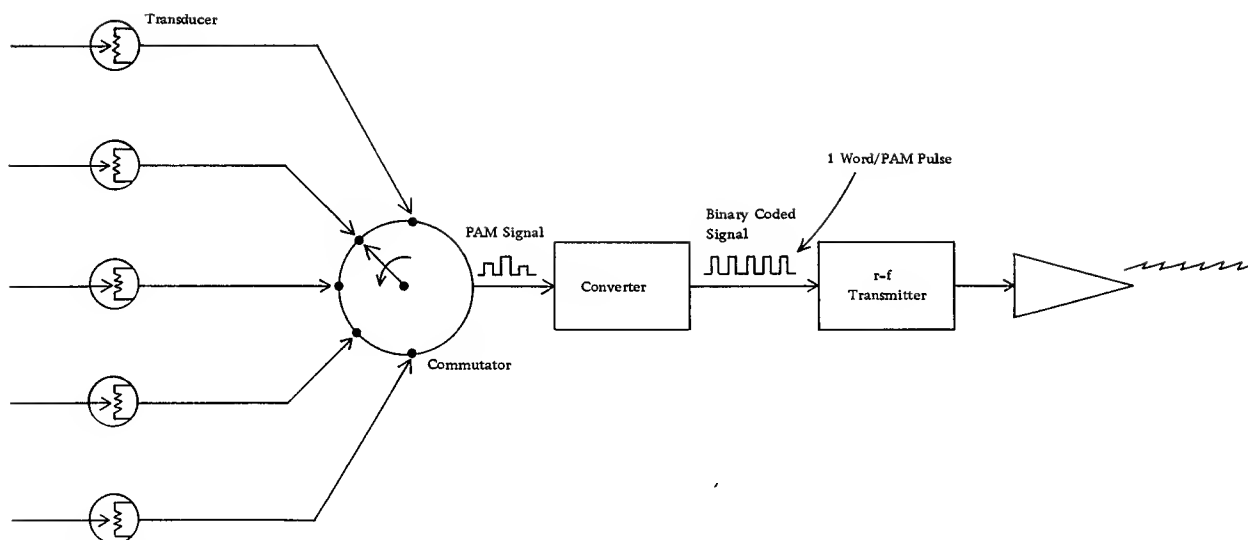 Transducer
1 Word/PAM Pulse
Binary Coded
Signal
PAM Signal
Converter
r-f
Transmitter
Commutator